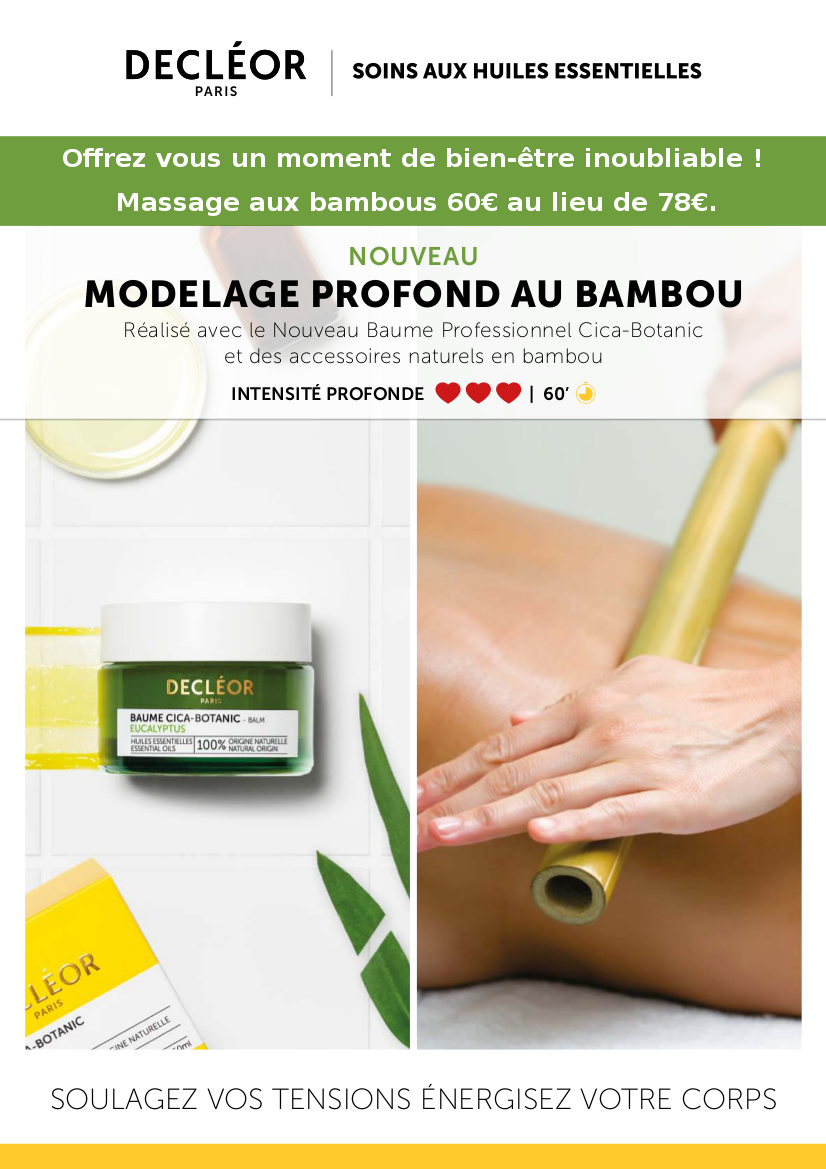 DECLÉOR
PARIS
SOINS AUX HUILES ESSENTIELLES
Offrez vous un moment de bien-être inoubliable !
Massage aux bambous 60€ au lieu de 78€.
NOUVEAU
MODELAGE PROFOND AU BAMBOU
Réalisé avec le Nouveau Baume Professionnel Cica-Botanic
et des accessoires naturels en bambou
INTENSITÉ PROFONDE | 60’
DECLÉOR
PARIS
BAUME CICA-BOTANIC - BALM
EUCALYPTUS
HUILES ESSENTIELLES
ESSENTIAL OILS
100% ORIGINE NATURELLE
NATURAL ORIGIN
CLÉOR
PARIS
A-BOTANIC
GINE NATURELLE
0ml
SOULAGEZ VOS TENSIONS ÉNERGISEZ VOTRE CORPS